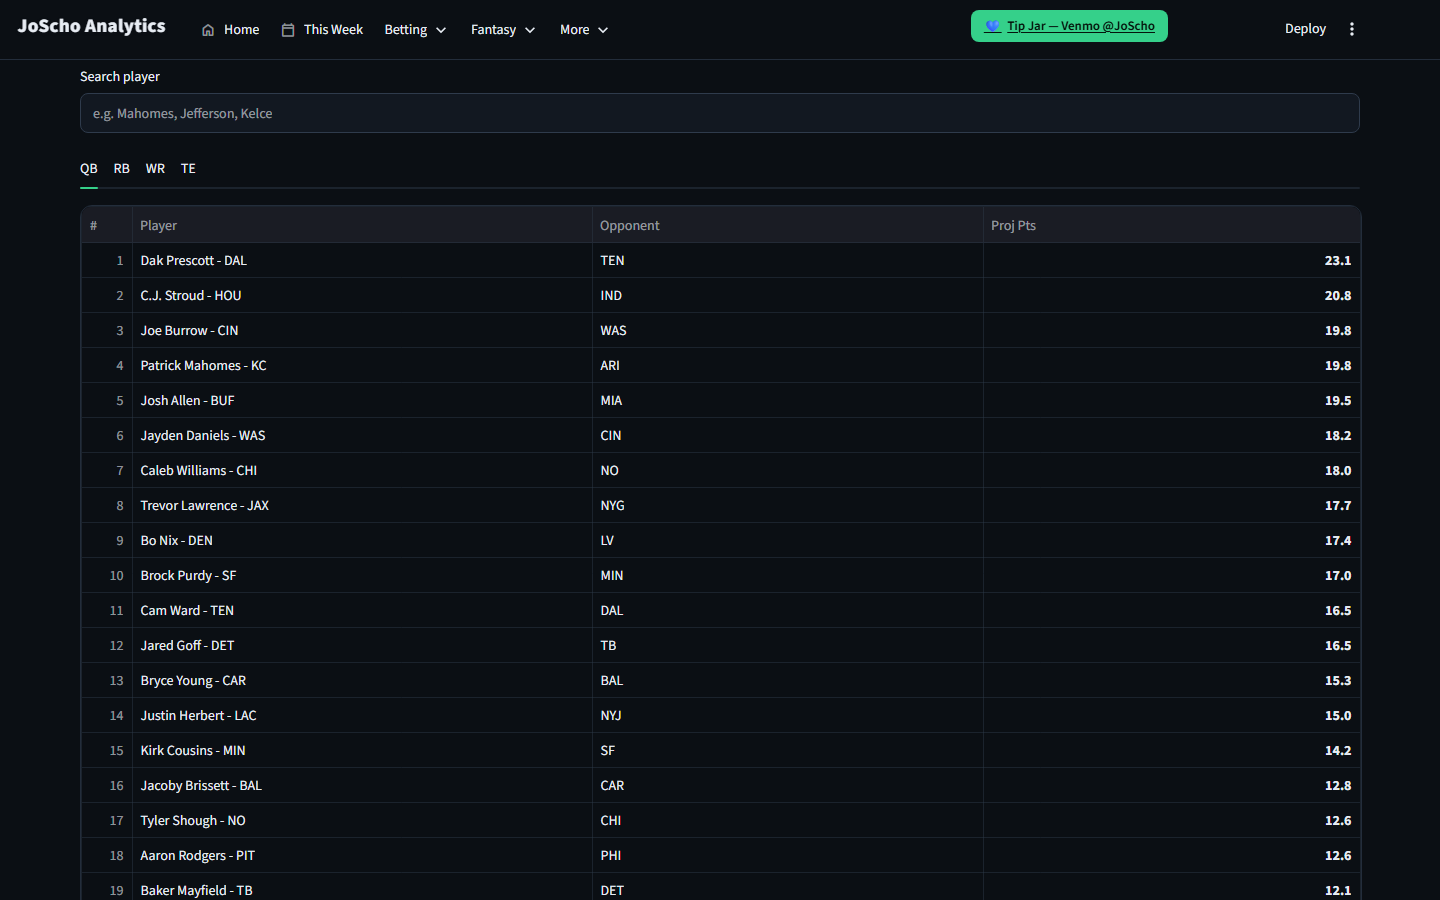 JoScho Analytics Home This Week Betting Fantasy More 💙 Tip Jar — Venmo @JoScho Deploy
Search player
e.g. Mahomes, Jefferson, Kelce
QB RB WR TE
# Player Opponent Proj Pts
1 Dak Prescott - DAL TEN 23.1
2 C.J. Stroud - HOU IND 20.8
3 Joe Burrow - CIN WAS 19.8
4 Patrick Mahomes - KC ARI 19.8
5 Josh Allen - BUF MIA 19.5
6 Jayden Daniels - WAS CIN 18.2
7 Caleb Williams - CHI NO 18.0
8 Trevor Lawrence - JAX NYG 17.7
9 Bo Nix - DEN LV 17.4
10 Brock Purdy - SF MIN 17.0
11 Cam Ward - TEN DAL 16.5
12 Jared Goff - DET TB 16.5
13 Bryce Young - CAR BAL 15.3
14 Justin Herbert - LAC NYJ 15.0
15 Kirk Cousins - MIN SF 14.2
16 Jacoby Brissett - BAL CAR 12.8
17 Tyler Shough - NO CHI 12.6
18 Aaron Rodgers - PIT PHI 12.6
19 Baker Mayfield - TB DET 12.1